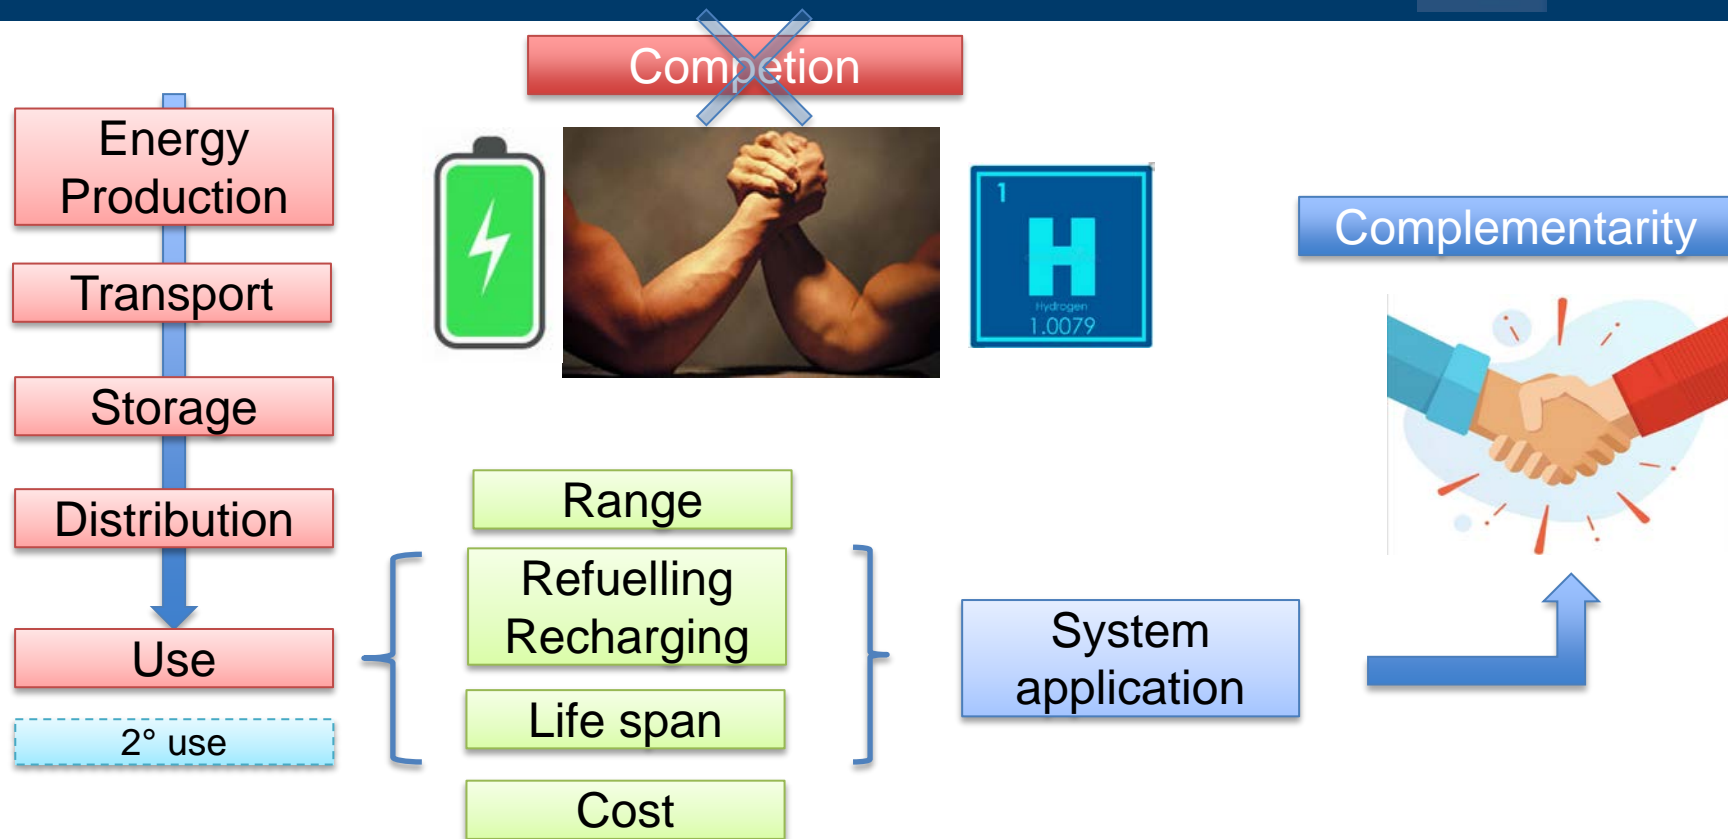 Competion
Energy
Production
Transport
Storage
Distribution
Use
2° use
1
H
Hydrogen
1.0079
Range
Refuelling
Recharging
Life span
Cost
System
application
Complementarity